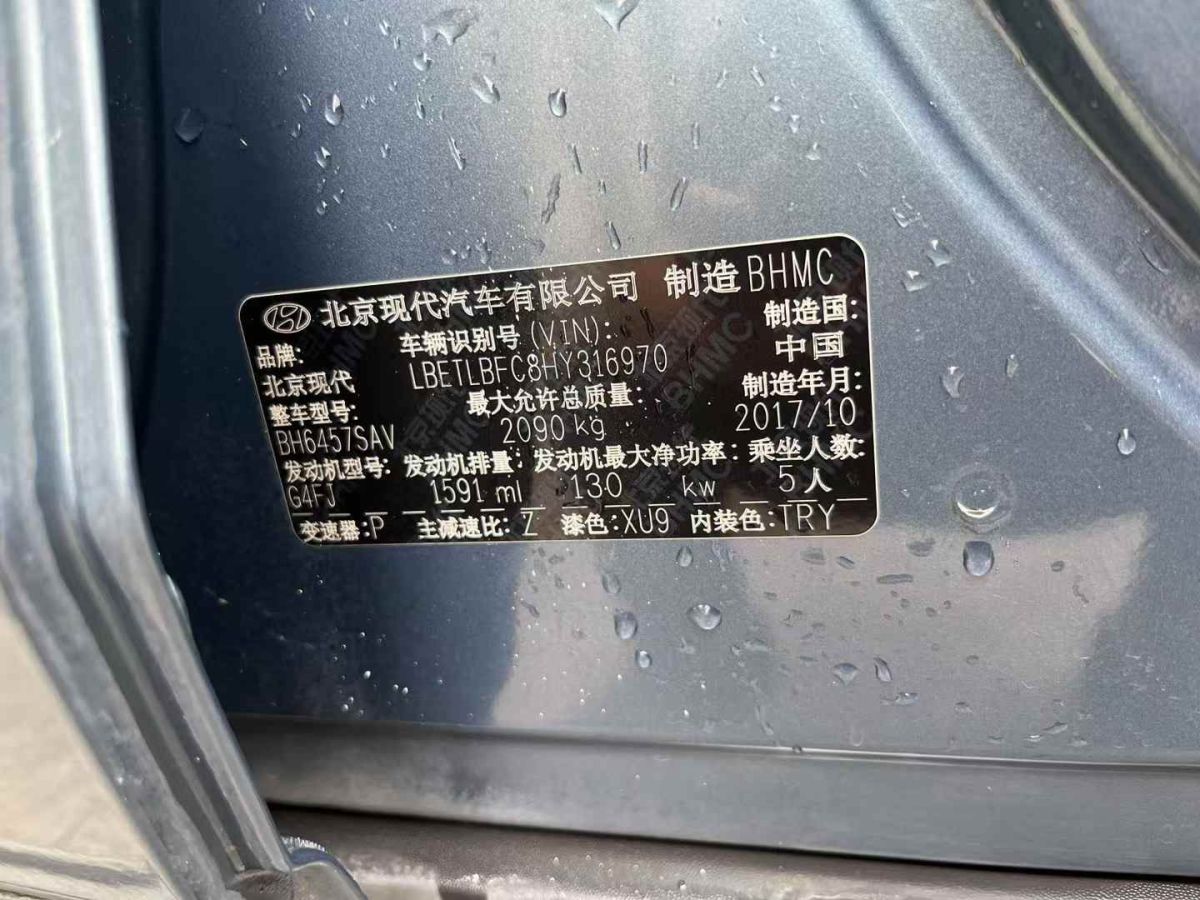 北京现代汽车有限公司 制造 BHMC
品牌: 车辆识别号(VIN): 制造国:
北京现代 LBETLBFC8HY316970 中国
整车型号: 最大允许总质量: 制造年月:
BH6457SAV 2090 kg 2017/10
发动机型号: 发动机排量: 发动机最大净功率: 乘坐人数:
G4FJ 1591 ml 130 kw 5人
变速器:P 主减速比:Z 漆色:XU9 内装色:TRY